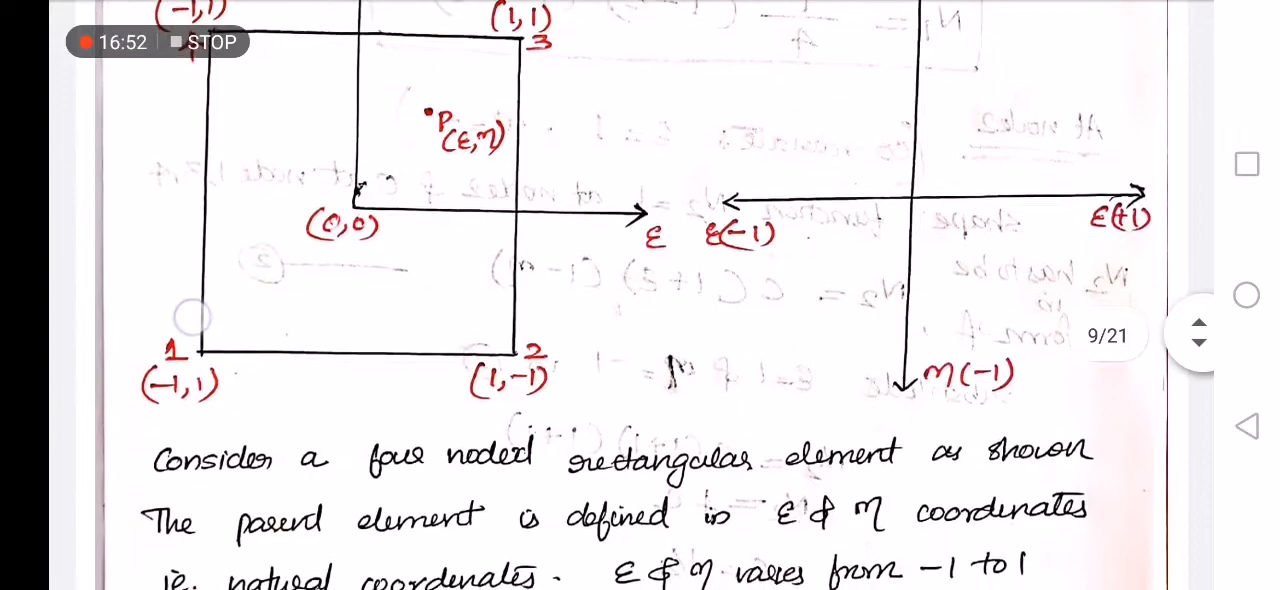 (-1,1)
(1,1)
16:52 STOP
3
P
(ε,η)
(0,0)
ε
ε(-1)
ε(+1)
9/21
1
2
(-1,1)
(1,-1)
η(-1)
Consider a four noded rectangular element as shown
The parent element is defined in ε & η coordinates
ie. natural coordenates. ε & η varies from -1 to 1